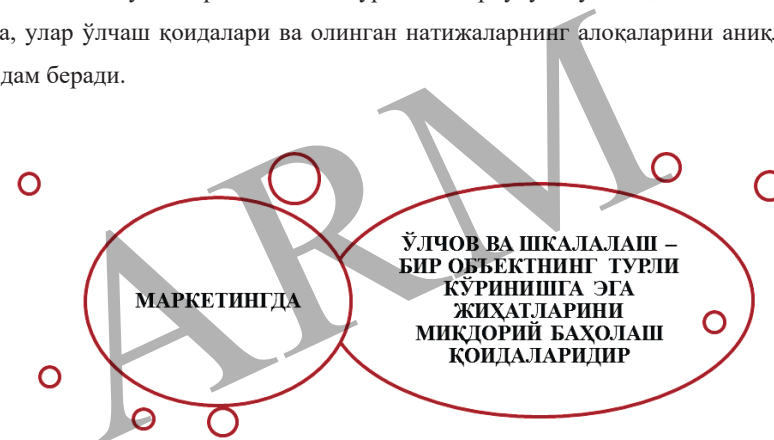 а, улар ўлчаш қоидалари ва олинган натижаларнинг алоқаларини аниқл
дам беради.
МАРКЕТИНГДА
ЎЛЧОВ ВА ШКАЛАЛАШ –
БИР ОБЪЕКТНИНГ ТУРЛИ
КЎРИНИШГА ЭГА
ЖИҲАТЛАРИНИ
МИҚДОРИЙ БАҲОЛАШ
ҚОИДАЛАРИДИР
ARM